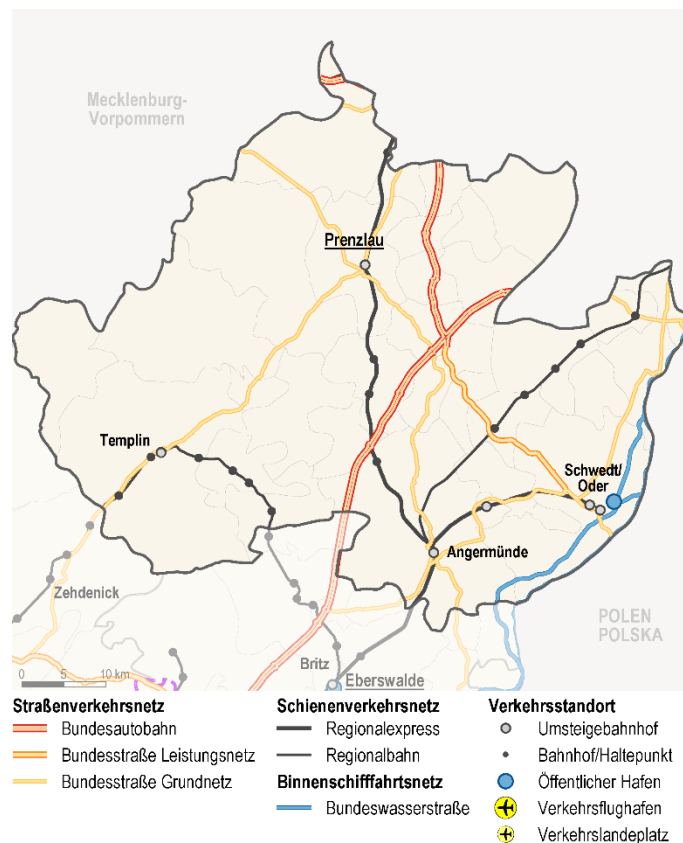 Mecklenburg-
Vorpommern
Prenzlau
Templin
Schwedt/
Oder
Angermünde
Zehdenick
POLEN
POLSKA
Britz
Eberswalde
0 5 10 km
Straßenverkehrsnetz
Bundesautobahn
Bundesstraße Leistungsnetz
Bundesstraße Grundnetz
Schienenverkehrsnetz
Regionalexpress
Regionalbahn
Binnenschifffahrtsnetz
Bundeswasserstraße
Verkehrsstandort
Umsteigebahnhof
Bahnhof/Haltepunkt
Öffentlicher Hafen
Verkehrsflughafen
Verkehrslandeplatz